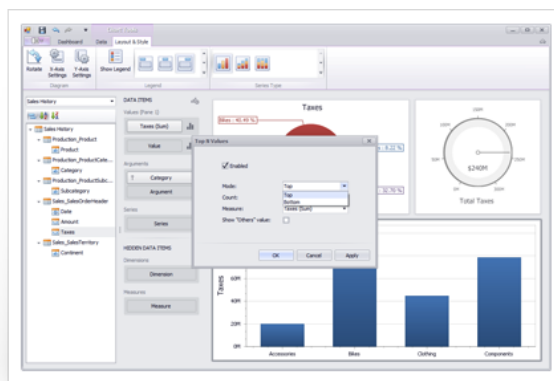 Dashboard Data Layout & Style
Rotate X-Axis Settings Y-Axis Settings Show Legend
Diagram Legend Series Type
Sales History
DATA ITEMS
Values (Pane 1)
Taxes (Sum)
Value
Arguments
Category
Argument
Series
Series
HIDDEN DATA ITEMS
Dimensions
Dimension
Measures
Measure
Sales History
Production_Product
Product
Production_ProductCate...
Category
Production_ProductSubc...
Subcategory
Sales_SalesOrderHeader
Date
Amount
Taxes
Sales_SalesTerritory
Continent
Top N Values
Enabled
Mode: Top
Top
Bottom
Count:
Measure: Taxes (Sum)
Show "Others" value:
OK Cancel Apply
Taxes
$240M
Total Taxes
Taxes
60M
40M
20M
0M
Accessories Bikes Clothing Components